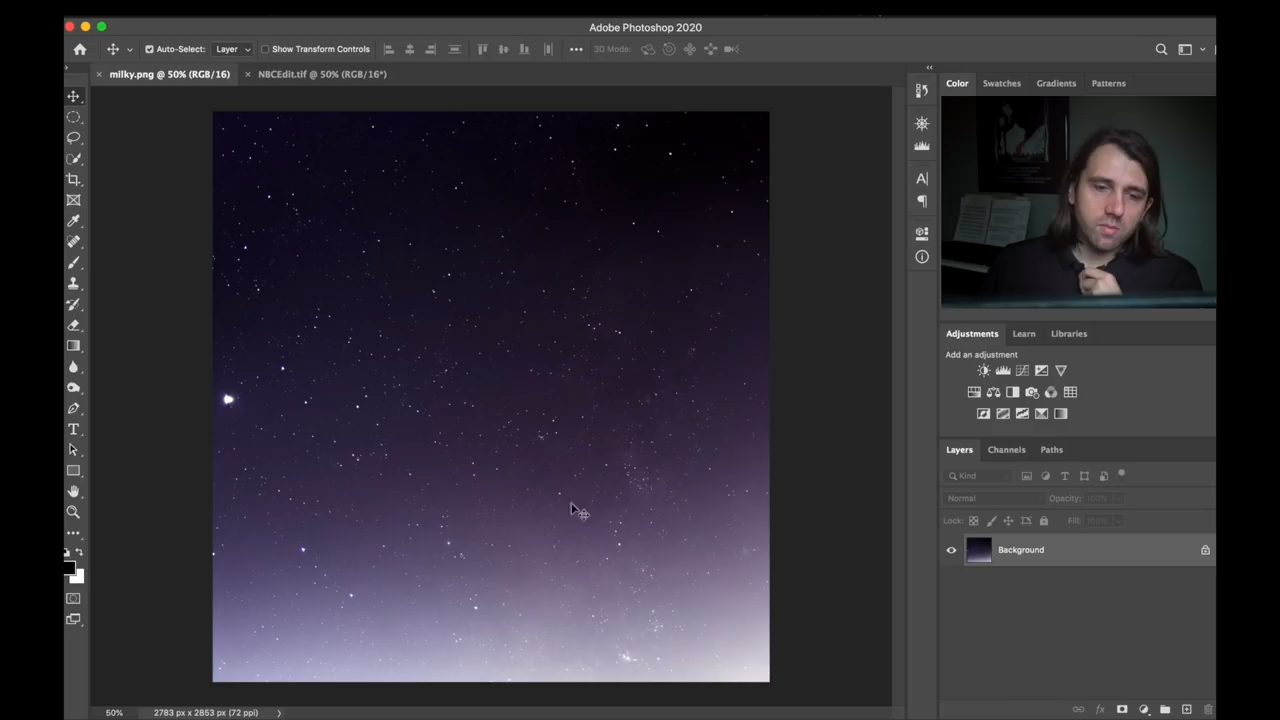 Adobe Photoshop 2020
Auto-Select: Layer Show Transform Controls 3D Mode:
milky.png @ 50% (RGB/16) NBCEdit.tif @ 50% (RGB/16*)
Color Swatches Gradients Patterns
Adjustments Learn Libraries
Add an adjustment
Layers Channels Paths
Kind
Normal Opacity: 100%
Lock: Fill: 100%
Background
50% 2783 px x 2853 px (72 ppi)